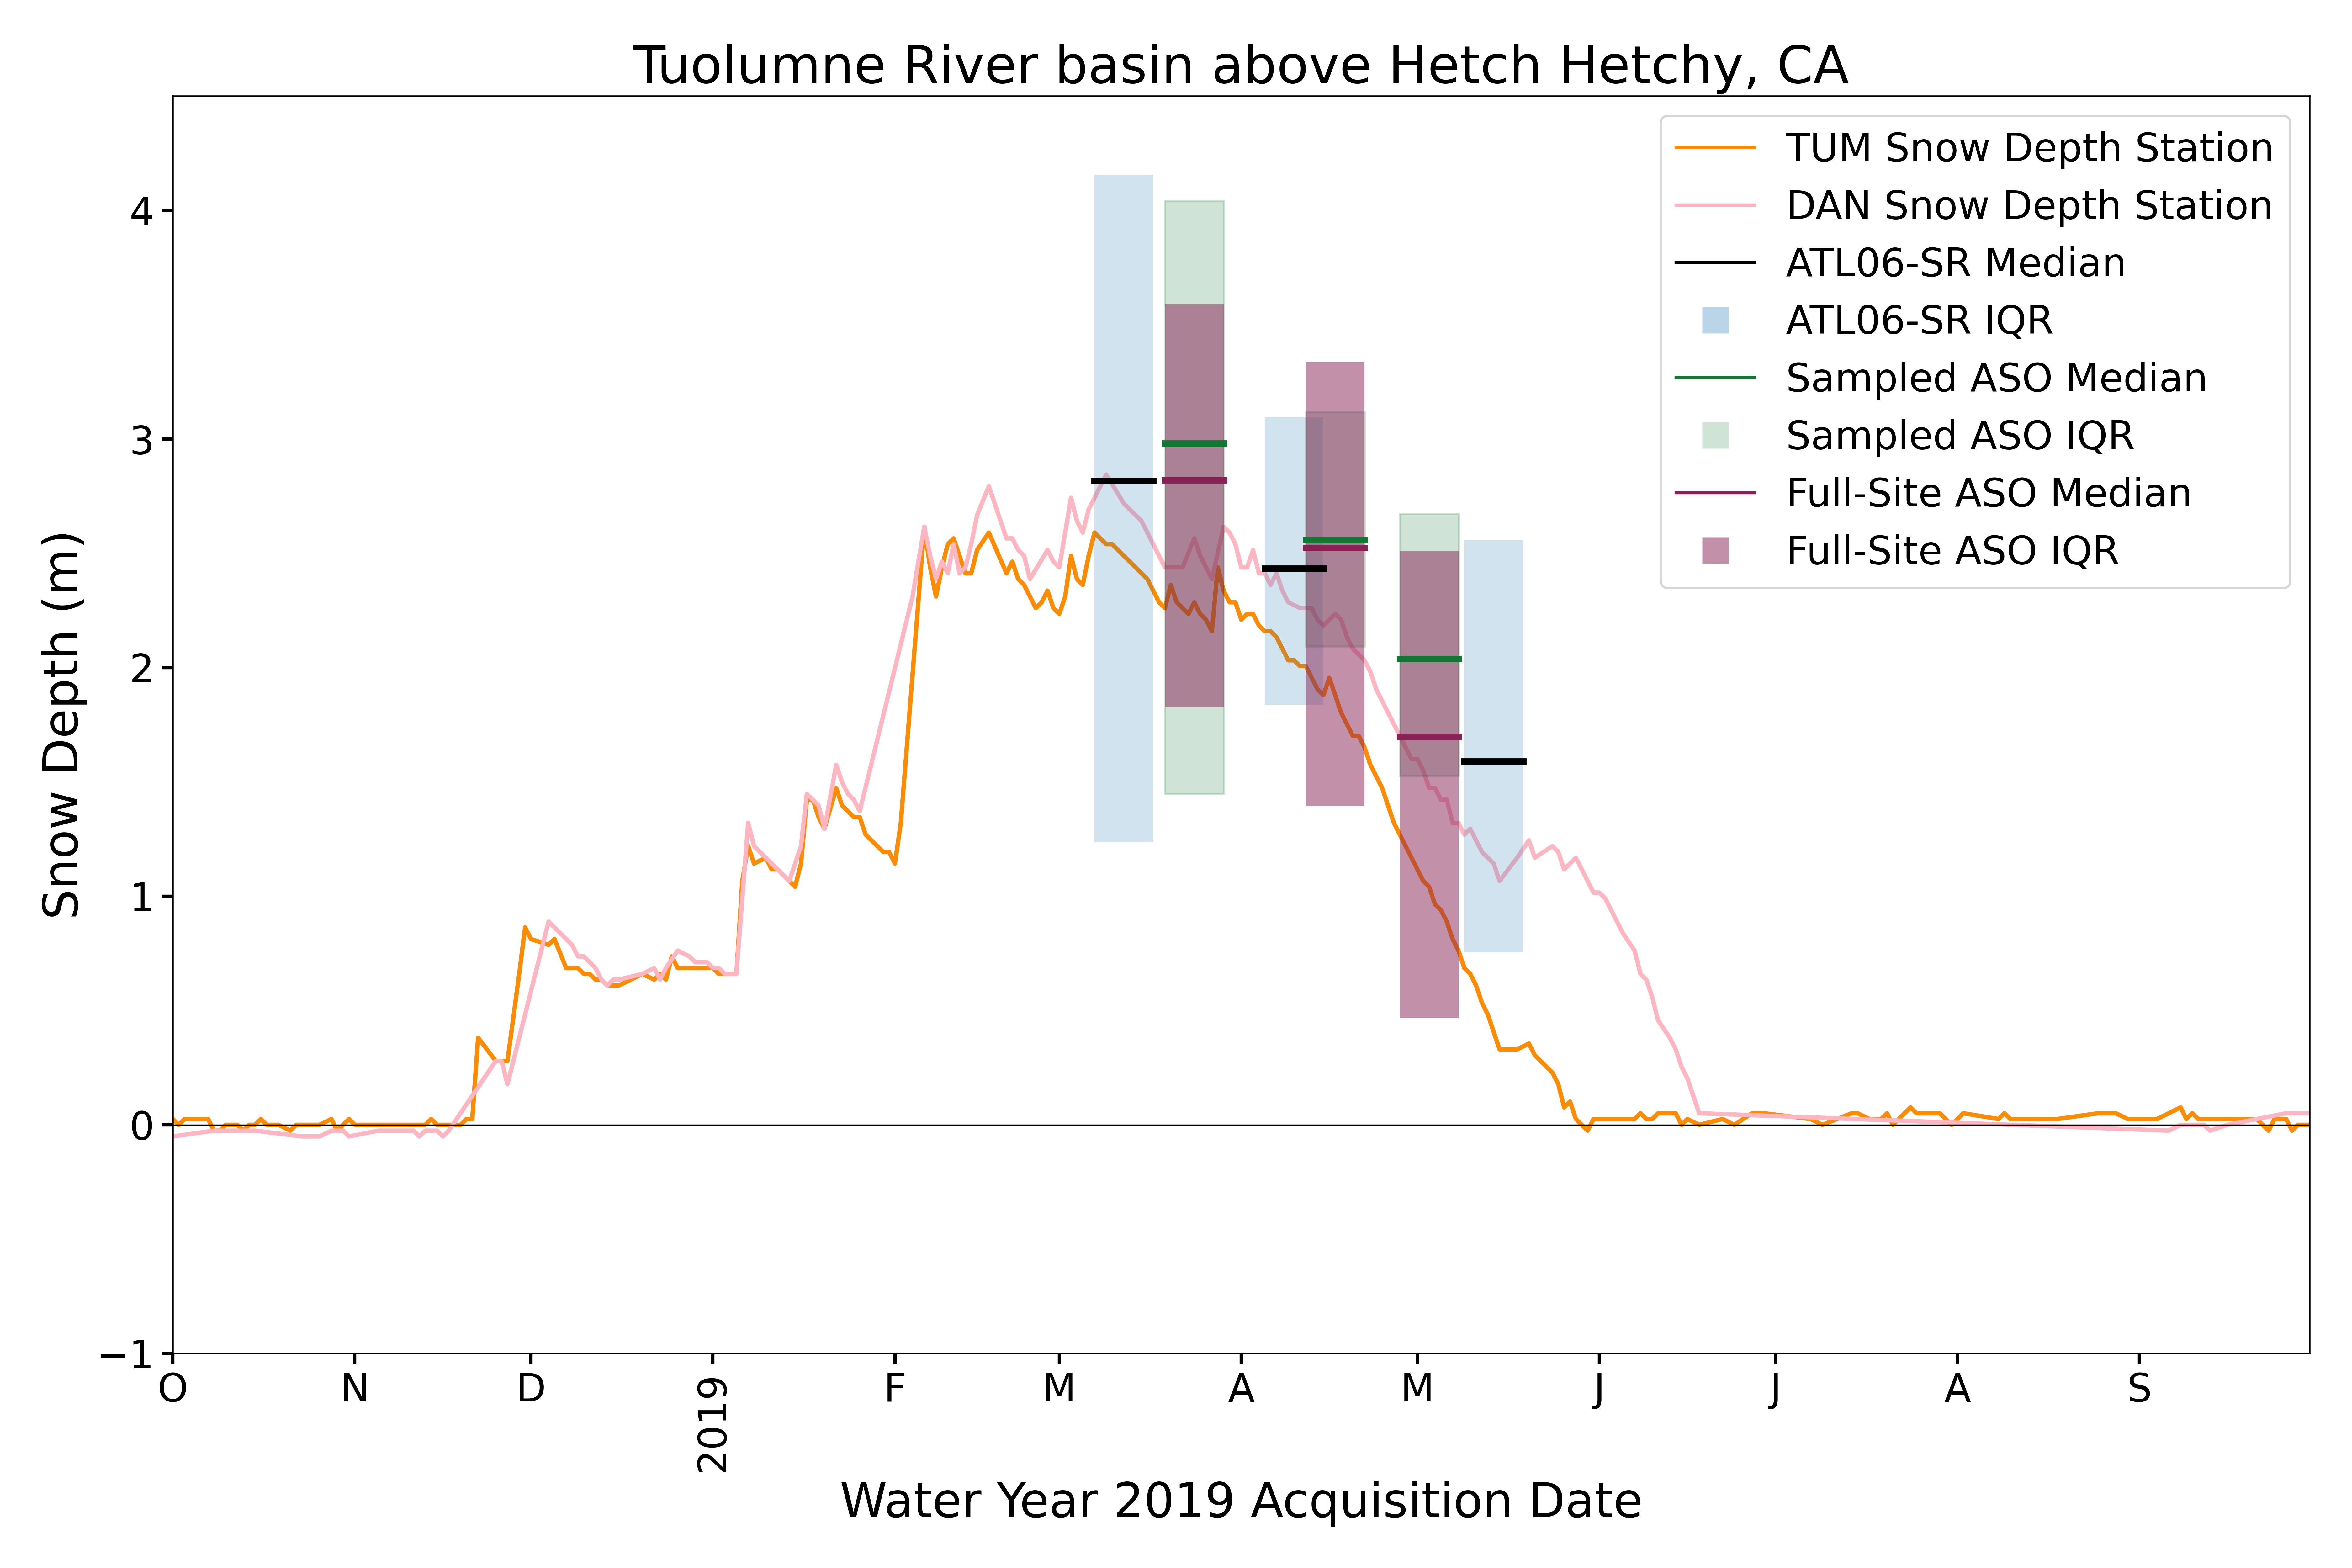 Tuolumne River basin above Hetch Hetchy, CA
TUM Snow Depth Station
DAN Snow Depth Station
ATL06-SR Median
ATL06-SR IQR
Sampled ASO Median
Sampled ASO IQR
Full-Site ASO Median
Full-Site ASO IQR
Snow Depth (m)
4
3
2
1
0
−1
O N D 2019 F M A M J J A S
Water Year 2019 Acquisition Date